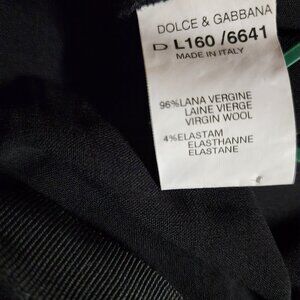 DOLCE & GABBANA
D L160 /6641
MADE IN ITALY
96%LANA VERGINE
LAINE VIERGE
VIRGIN WOOL
4%ELASTAM
ELASTHANNE
ELASTANE